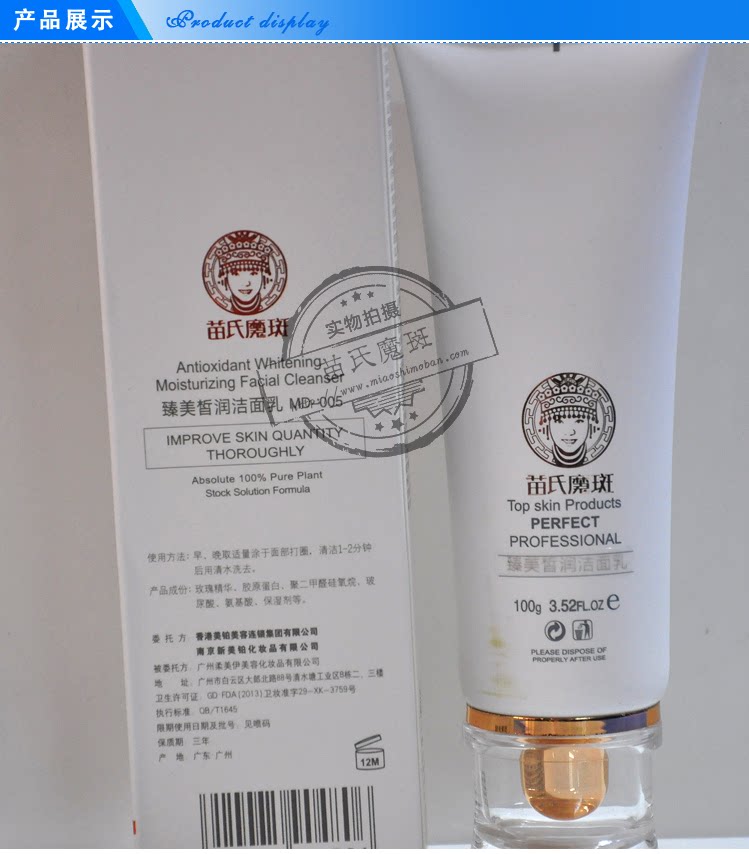 产品展示
Product display
苗氏魔斑
Antioxidant Whitening
Moisturizing Facial Cleanser
臻美皙润洁面乳 MD-005
IMPROVE SKIN QUANTITY
THOROUGHLY
Absolute 100% Pure Plant
Stock Solution Formula
使用方法：早、晚取适量涂于面部打圈，清洁1-2分钟
后用清水洗去。
产品成份：玫瑰精华、胶原蛋白、聚二甲醛硅氧烷、玻
尿酸、氨基酸、保湿剂等。
委 托 方：香港美铂美容连锁集团有限公司
南京新美铂化妆品有限公司
被委托方：广州柔美伊美容化妆品有限公司
地 址：广州市白云区大郎北路88号清水塘工业区B栋二、三楼
卫生许可证：GD·FDA(2013)卫妆准字29-XK-3759号
执行标准：QB/T1645
限期使用日期及批号：见喷码
保质期：三年
产 地：广东·广州
12M
实物拍摄
苗氏魔斑
www.miaoshimoban.com
苗氏魔斑
Top skin Products
PERFECT
PROFESSIONAL
臻美皙润洁面乳
100g 3.52FL.OZ e
PLEASE DISPOSE OF
PROPERLY AFTER USE